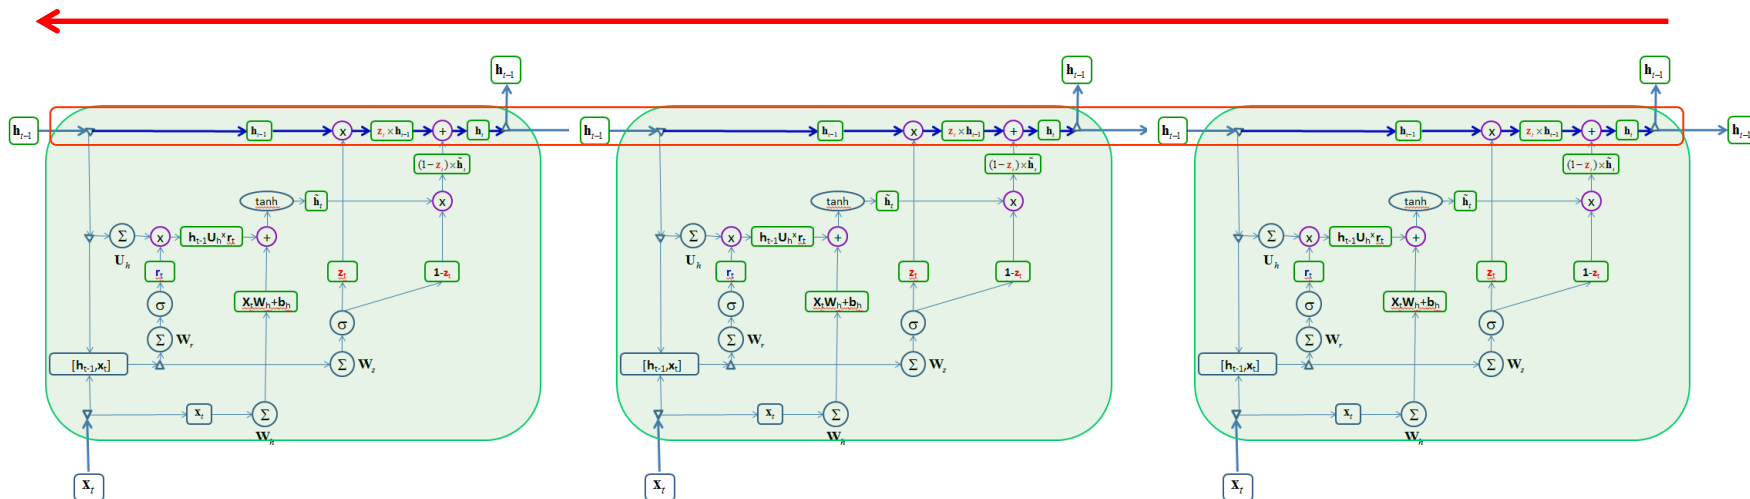 h_{t-1}
h_{t-1}
h_{t-1}
h_{t-1} h_{t-1} x z_t × h_{t-1} + h_t
h_{t-1} h_{t-1} x z_t × h_{t-1} + h_t
h_{t-1} h_{t-1} x z_t × h_{t-1} + h_t h_{t-1}
(1−z_t)×h̃_t
(1−z_t)×h̃_t
(1−z_t)×h̃_t
tanh h̃_t x
tanh h̃_t x
tanh h̃_t x
Σ x h_{t-1}U_h×r_t +
Σ x h_{t-1}U_h×r_t +
Σ x h_{t-1}U_h×r_t +
U_h
U_h
U_h
r_t z_t 1-z_t
r_t z_t 1-z_t
r_t z_t 1-z_t
σ X_tW_h+b_h
σ X_tW_h+b_h
σ X_tW_h+b_h
σ
σ
σ
Σ W_r
Σ W_r
Σ W_r
[h_{t-1},x_t] Σ W_z
[h_{t-1},x_t] Σ W_z
[h_{t-1},x_t] Σ W_z
x_t Σ
x_t Σ
x_t Σ
W_h
W_h
W_h
X_t
X_t
X_t